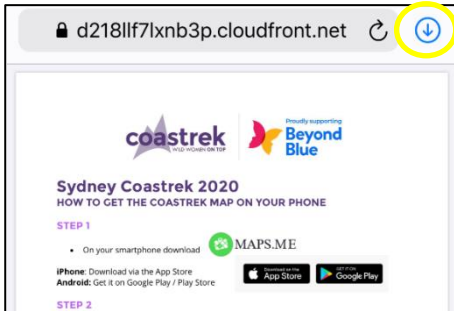 d218llf7lxnb3p.cloudfront.net
coastrek
WILD WOMEN ON TOP
Proudly supporting
Beyond
Blue
Sydney Coastrek 2020
HOW TO GET THE COASTREK MAP ON YOUR PHONE
STEP 1
• On your smartphone download MAPS.ME
iPhone: Download via the App Store
Android: Get it on Google Play / Play Store
Download on the
App Store
GET IT ON
Google Play
STEP 2